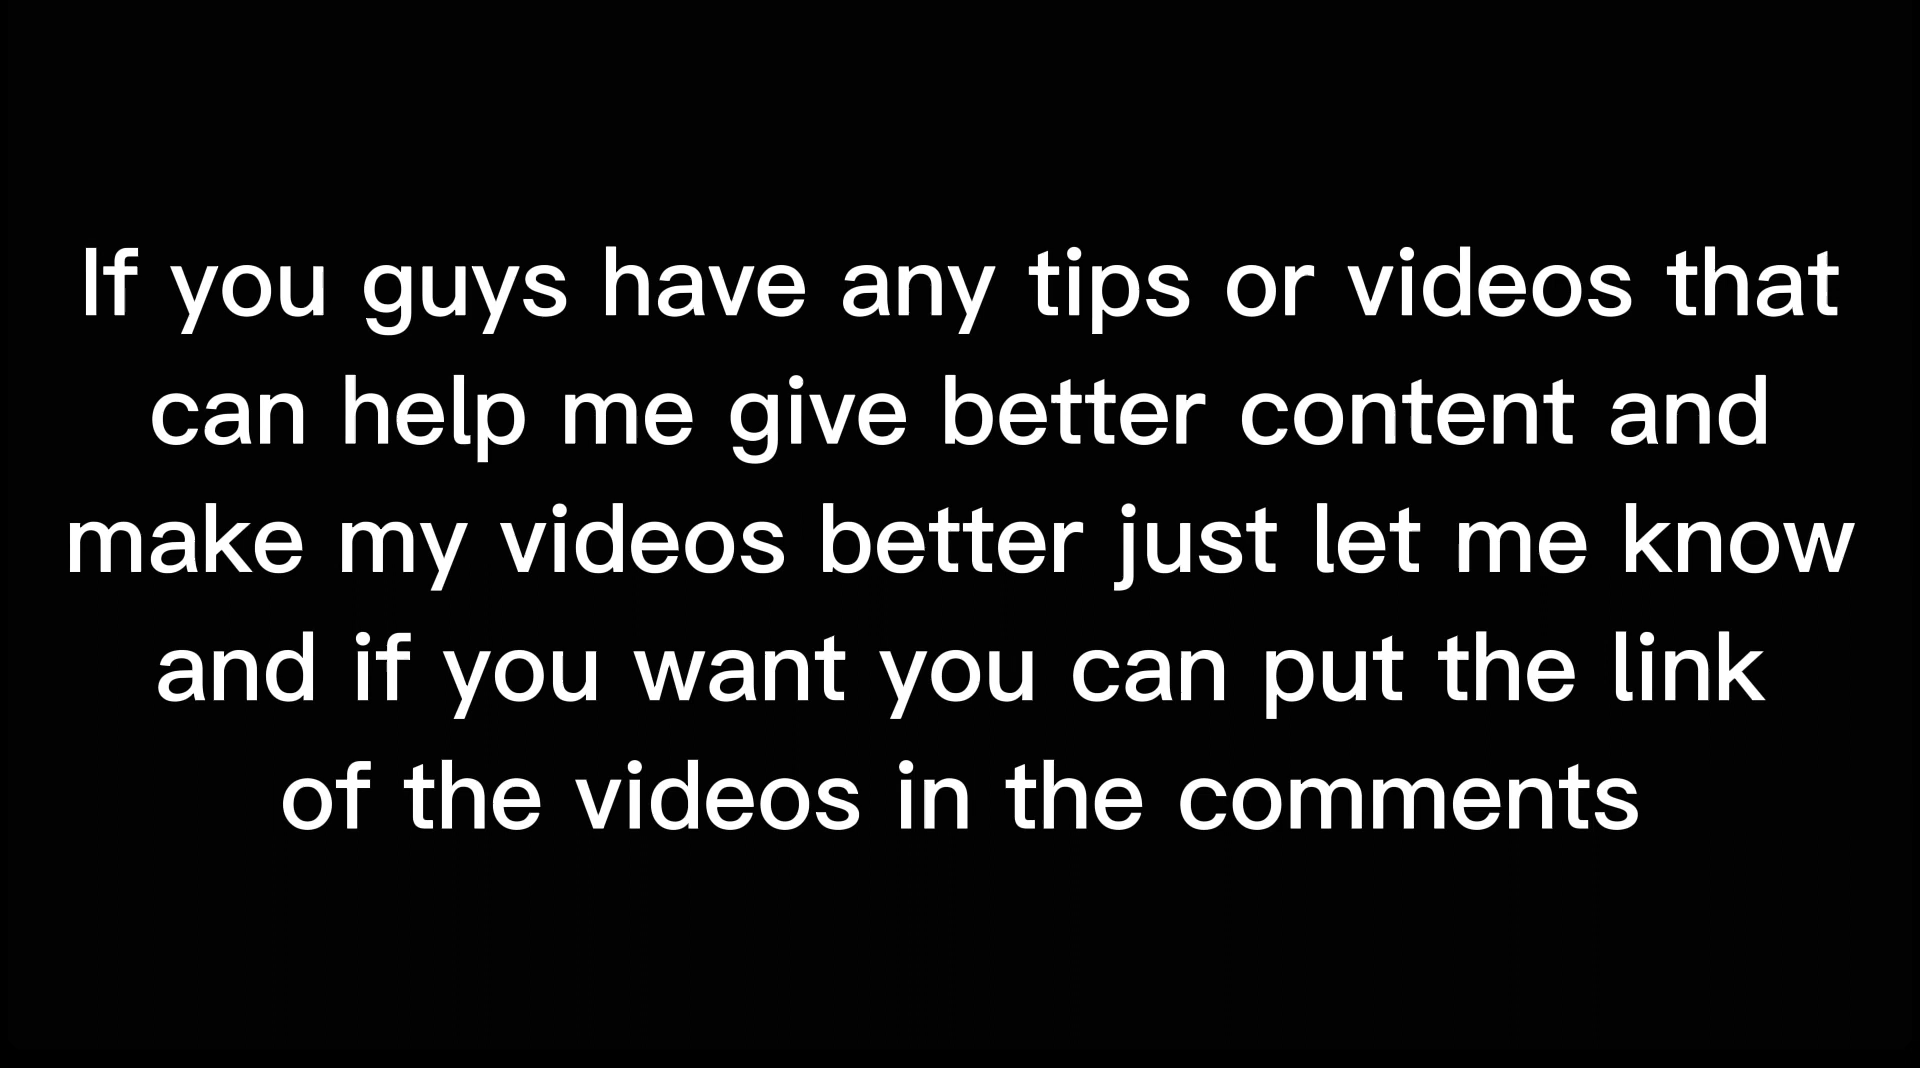 If you guys have any tips or videos that
can help me give better content and
make my videos better just let me know
and if you want you can put the link
of the videos in the comments